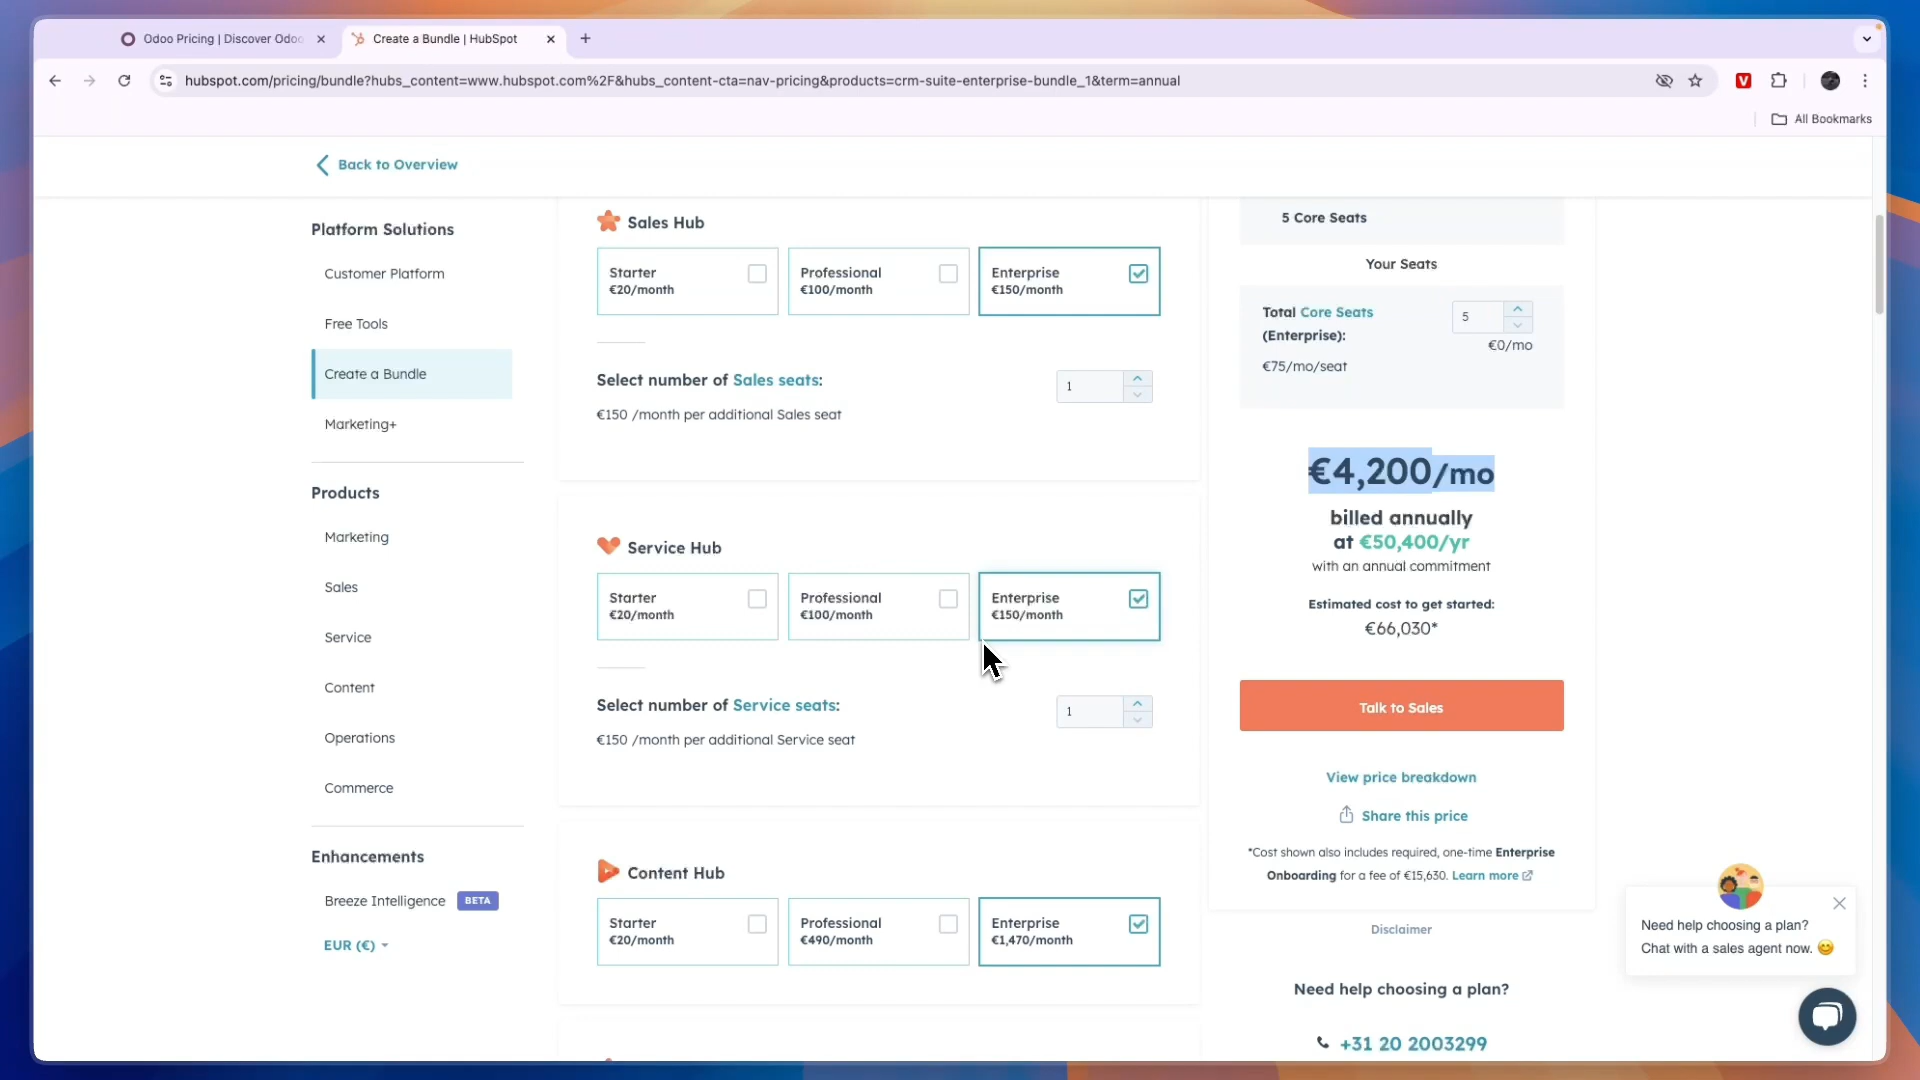 Odoo Pricing | Discover Odoo
Create a Bundle | HubSpot
hubspot.com/pricing/bundle?hubs_content=www.hubspot.com%2F&hubs_content-cta=nav-pricing&products=crm-suite-enterprise-bundle_1&term=annual
All Bookmarks
Back to Overview
Platform Solutions
Customer Platform
Free Tools
Create a Bundle
Marketing+
Products
Marketing
Sales
Service
Content
Operations
Commerce
Enhancements
Breeze Intelligence BETA
EUR (€)
Sales Hub
Starter
€20/month
Professional
€100/month
Enterprise
€150/month
Select number of Sales seats:
1
€150 /month per additional Sales seat
Service Hub
Starter
€20/month
Professional
€100/month
Enterprise
€150/month
Select number of Service seats:
1
€150 /month per additional Service seat
Content Hub
Starter
€20/month
Professional
€490/month
Enterprise
€1,470/month
5 Core Seats
Your Seats
Total Core Seats
(Enterprise):
5
€0/mo
€75/mo/seat
€4,200/mo
billed annually
at €50,400/yr
with an annual commitment
Estimated cost to get started:
€66,030*
Talk to Sales
View price breakdown
Share this price
*Cost shown also includes required, one-time Enterprise
Onboarding for a fee of €15,630. Learn more
Disclaimer
Need help choosing a plan?
+31 20 2003299
Need help choosing a plan?
Chat with a sales agent now. 😊